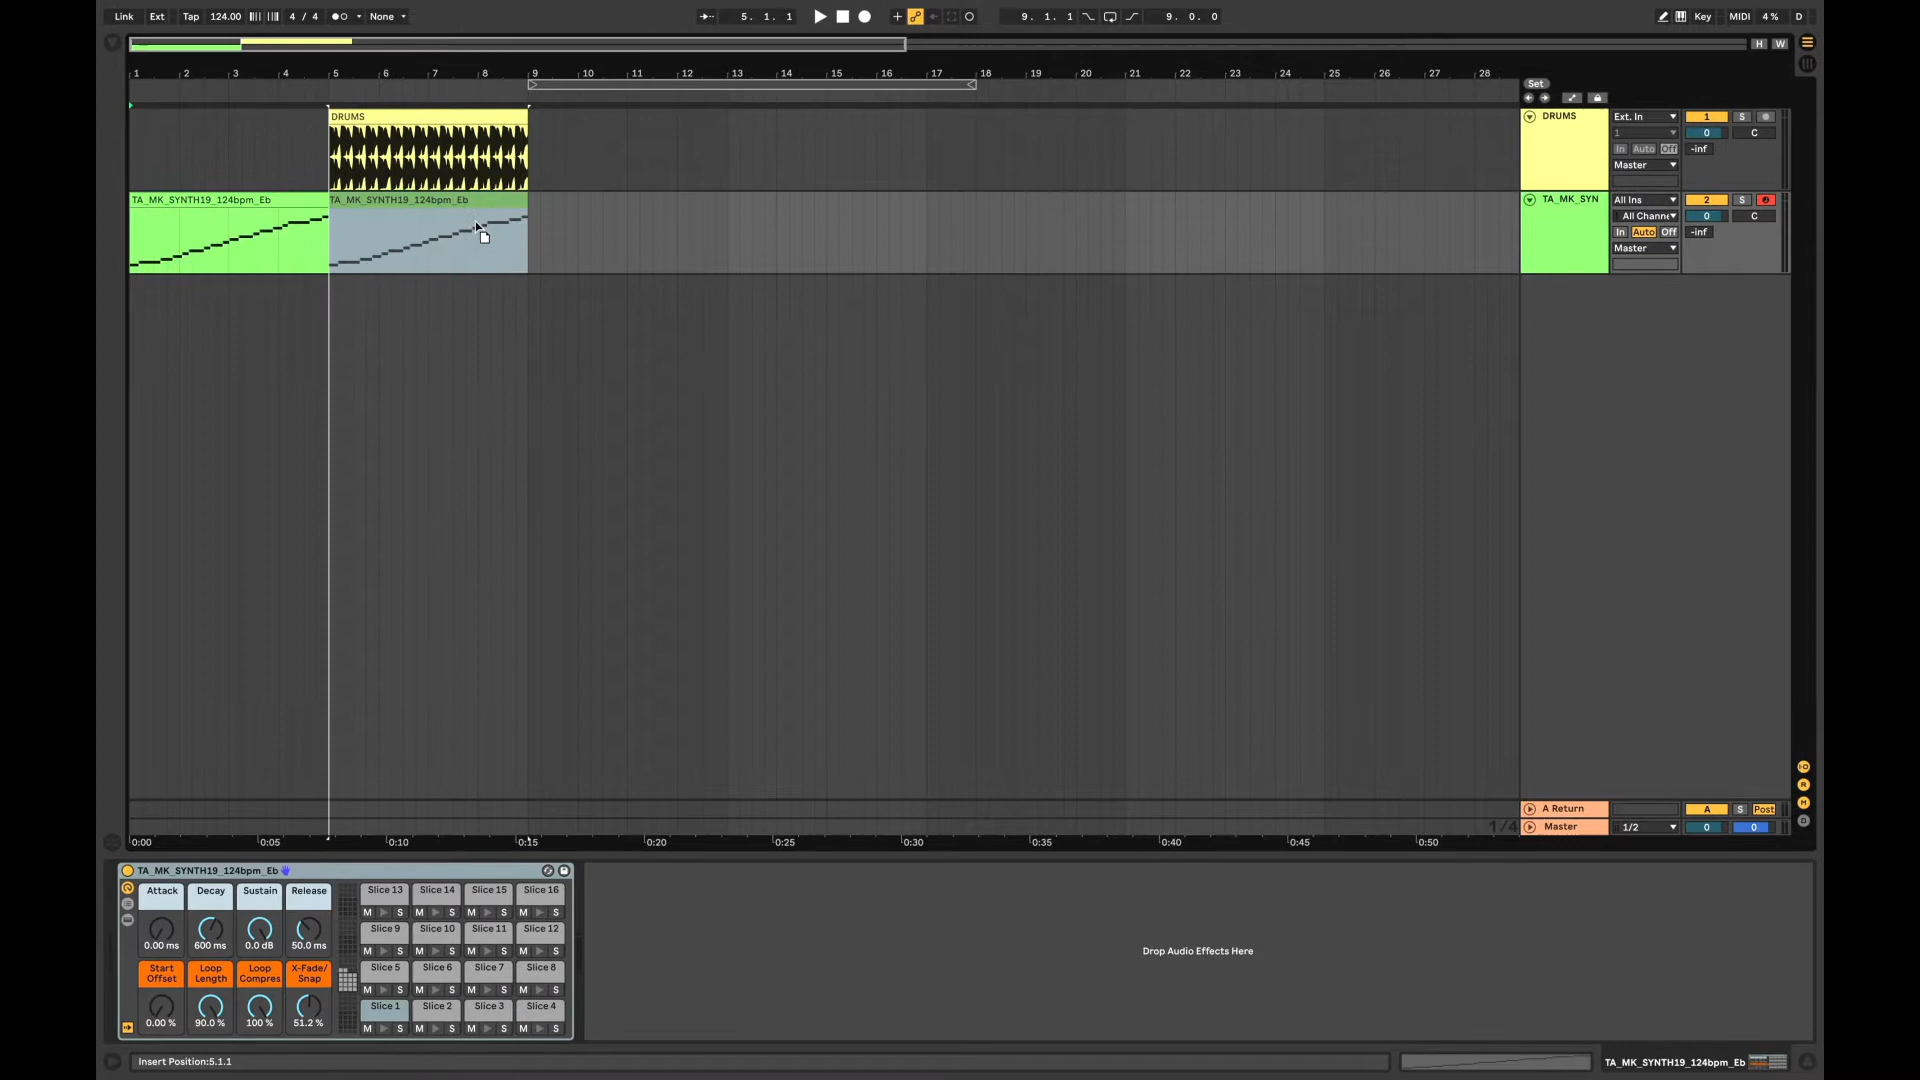 Link Ext Tap 124.00 4 / 4 None 5. 1. 1 9. 1. 1 9. 0. 0 Key MIDI 4 % D
H W
1 2 3 4 5 6 7 8 9 10 11 12 13 14 15 16 17 18 19 20 21 22 23 24 25 26 27 28
Set
DRUMS DRUMS Ext. In 1 S
1 0 C
In Auto Off -inf
Master
TA_MK_SYNTH19_124bpm_Eb TA_MK_SYNTH19_124bpm_Eb TA_MK_SYN All Ins 2 S
All Channe 0 C
In Auto Off -inf
Master
A Return A S Post
1/4 Master 1/2 0 0
0:00 0:05 0:10 0:15 0:20 0:25 0:30 0:35 0:40 0:45 0:50
TA_MK_SYNTH19_124bpm_Eb
Attack Decay Sustain Release Slice 13 Slice 14 Slice 15 Slice 16
M S M S M S M S
Slice 9 Slice 10 Slice 11 Slice 12
0.00 ms 600 ms 0.0 dB 50.0 ms M S M S M S M S
Start Offset Loop Length Loop Compres X-Fade/ Snap Slice 5 Slice 6 Slice 7 Slice 8
M S M S M S M S
Slice 1 Slice 2 Slice 3 Slice 4
0.00 % 90.0 % 100 % 51.2 % M S M S M S M S
Drop Audio Effects Here
Insert Position:5.1.1 TA_MK_SYNTH19_124bpm_Eb